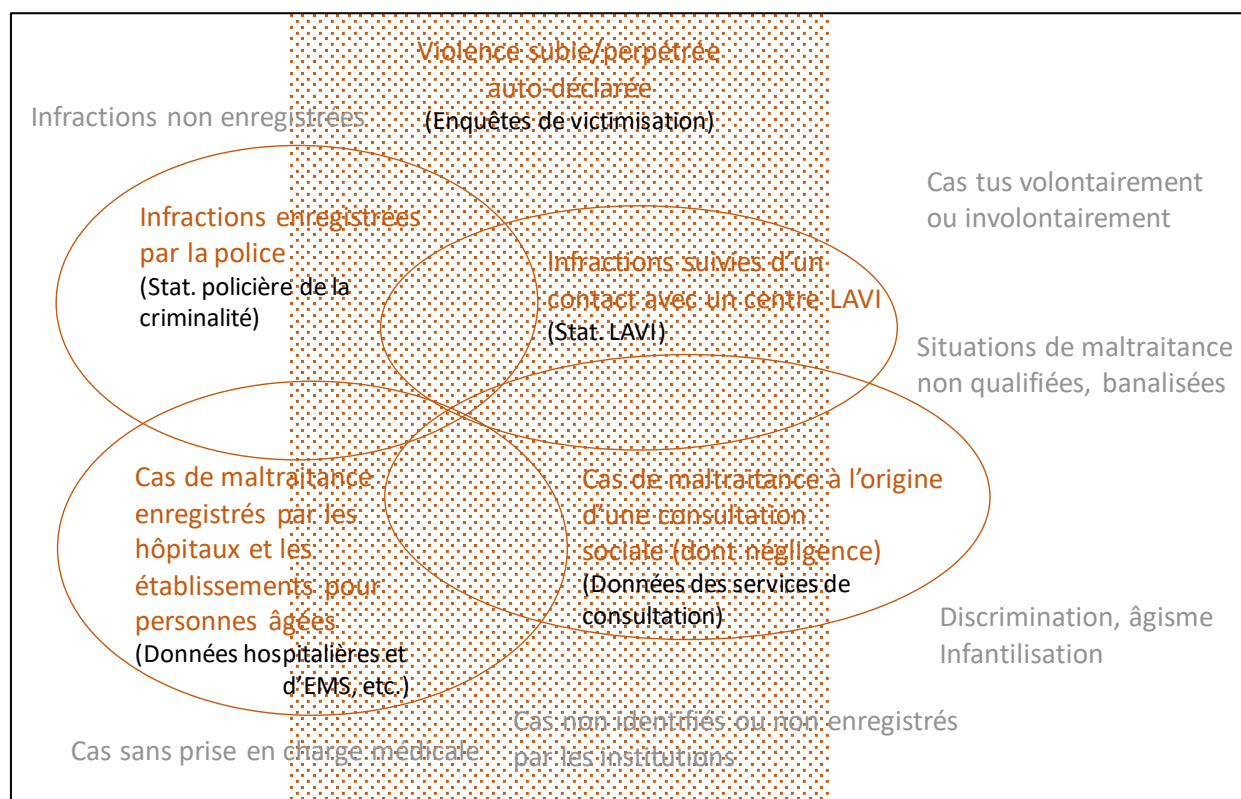 Violence subie/perpétrée
auto-déclarée
(Enquêtes de victimisation)
Infractions non enregistrées
Cas tus volontairement
ou involontairement
Infractions enregistrées
par la police
(Stat. policière de la
criminalité)
Infractions suivies d’un
contact avec un centre LAVI
(Stat. LAVI)
Situations de maltraitance
non qualifiées, banalisées
Cas de maltraitance
enregistrés par les
hôpitaux et les
établissements pour
personnes âgées
(Données hospitalières et
d’EMS, etc.)
Cas de maltraitance à l’origine
d’une consultation
sociale (dont négligence)
(Données des services de
consultation)
Discrimination, âgisme
Infantilisation
Cas non identifiés ou non enregistrés
par les institutions
Cas sans prise en charge médicale